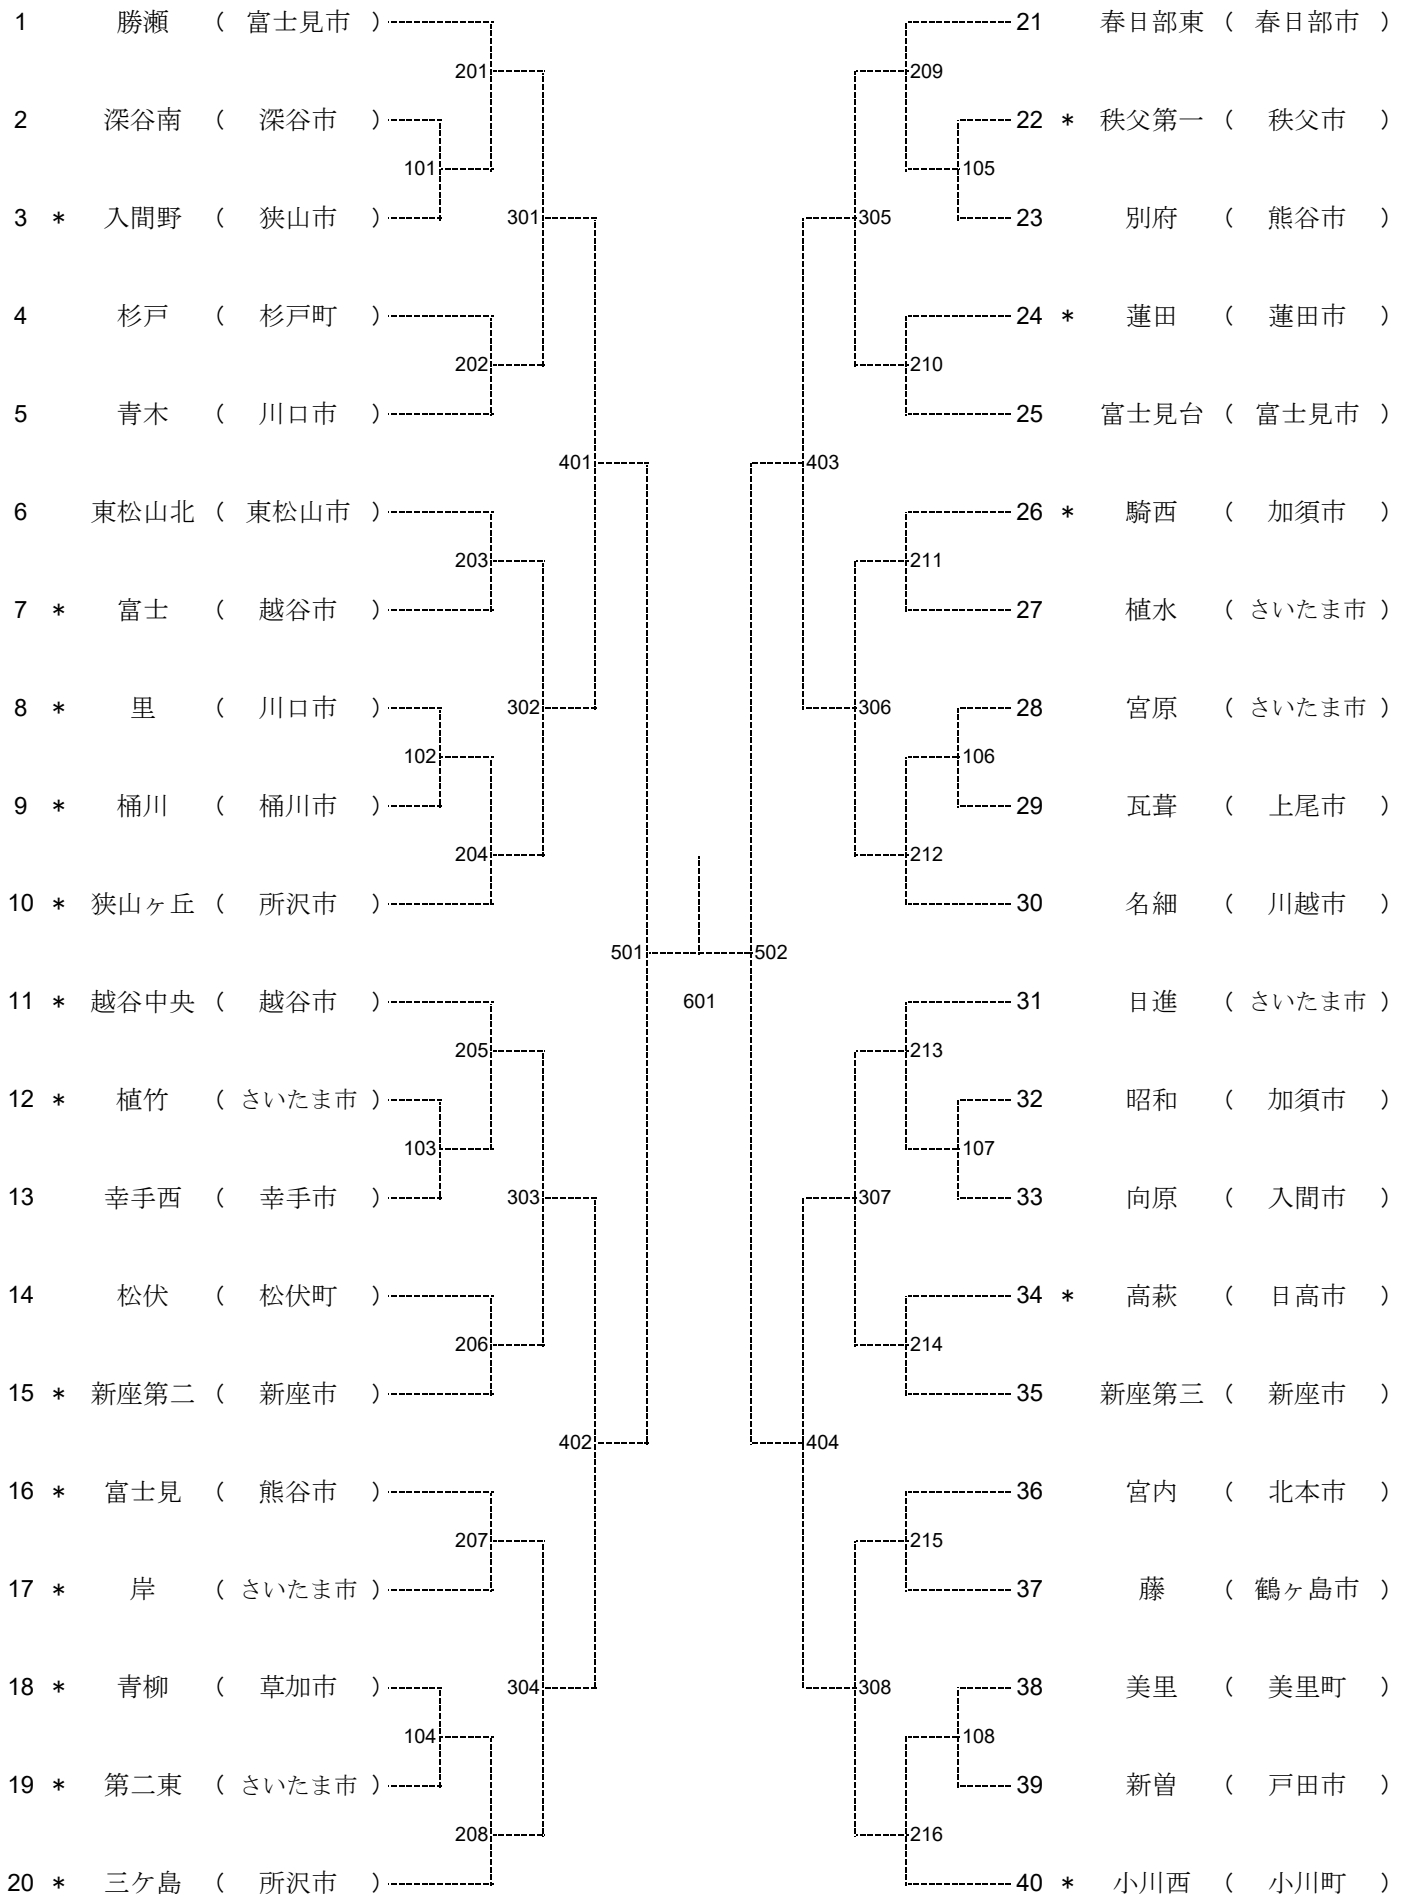 1 勝瀬 ( 富士見市 )
201
2 深谷南 ( 深谷市 )
101
3 * 入間野 ( 狭山市 )
301
4 杉戸 ( 杉戸町 )
202
5 青木 ( 川口市 )
401
6 東松山北 ( 東松山市 )
203
7 * 富士 ( 越谷市 )
8 * 里 ( 川口市 )
302
102
9 * 桶川 ( 桶川市 )
204
10 * 狭山ヶ丘 ( 所沢市 )
501
11 * 越谷中央 ( 越谷市 )
205
12 * 植竹 ( さいたま市 )
103
13 幸手西 ( 幸手市 )
303
14 松伏 ( 松伏町 )
206
15 * 新座第二 ( 新座市 )
402
16 * 富士見 ( 熊谷市 )
207
17 * 岸 ( さいたま市 )
18 * 青柳 ( 草加市 )
304
104
19 * 第二東 ( さいたま市 )
208
20 * 三ケ島 ( 所沢市 )
601
21 春日部東 ( 春日部市 )
209
22 * 秩父第一 ( 秩父市 )
105
23 別府 ( 熊谷市 )
305
24 * 蓮田 ( 蓮田市 )
210
25 富士見台 ( 富士見市 )
403
26 * 騎西 ( 加須市 )
211
27 植水 ( さいたま市 )
28 宮原 ( さいたま市 )
306
106
29 瓦葺 ( 上尾市 )
212
30 名細 ( 川越市 )
502
31 日進 ( さいたま市 )
213
32 昭和 ( 加須市 )
107
33 向原 ( 入間市 )
307
34 * 高萩 ( 日高市 )
214
35 新座第三 ( 新座市 )
404
36 宮内 ( 北本市 )
215
37 藤 ( 鶴ヶ島市 )
38 美里 ( 美里町 )
308
108
39 新曽 ( 戸田市 )
216
40 * 小川西 ( 小川町 )